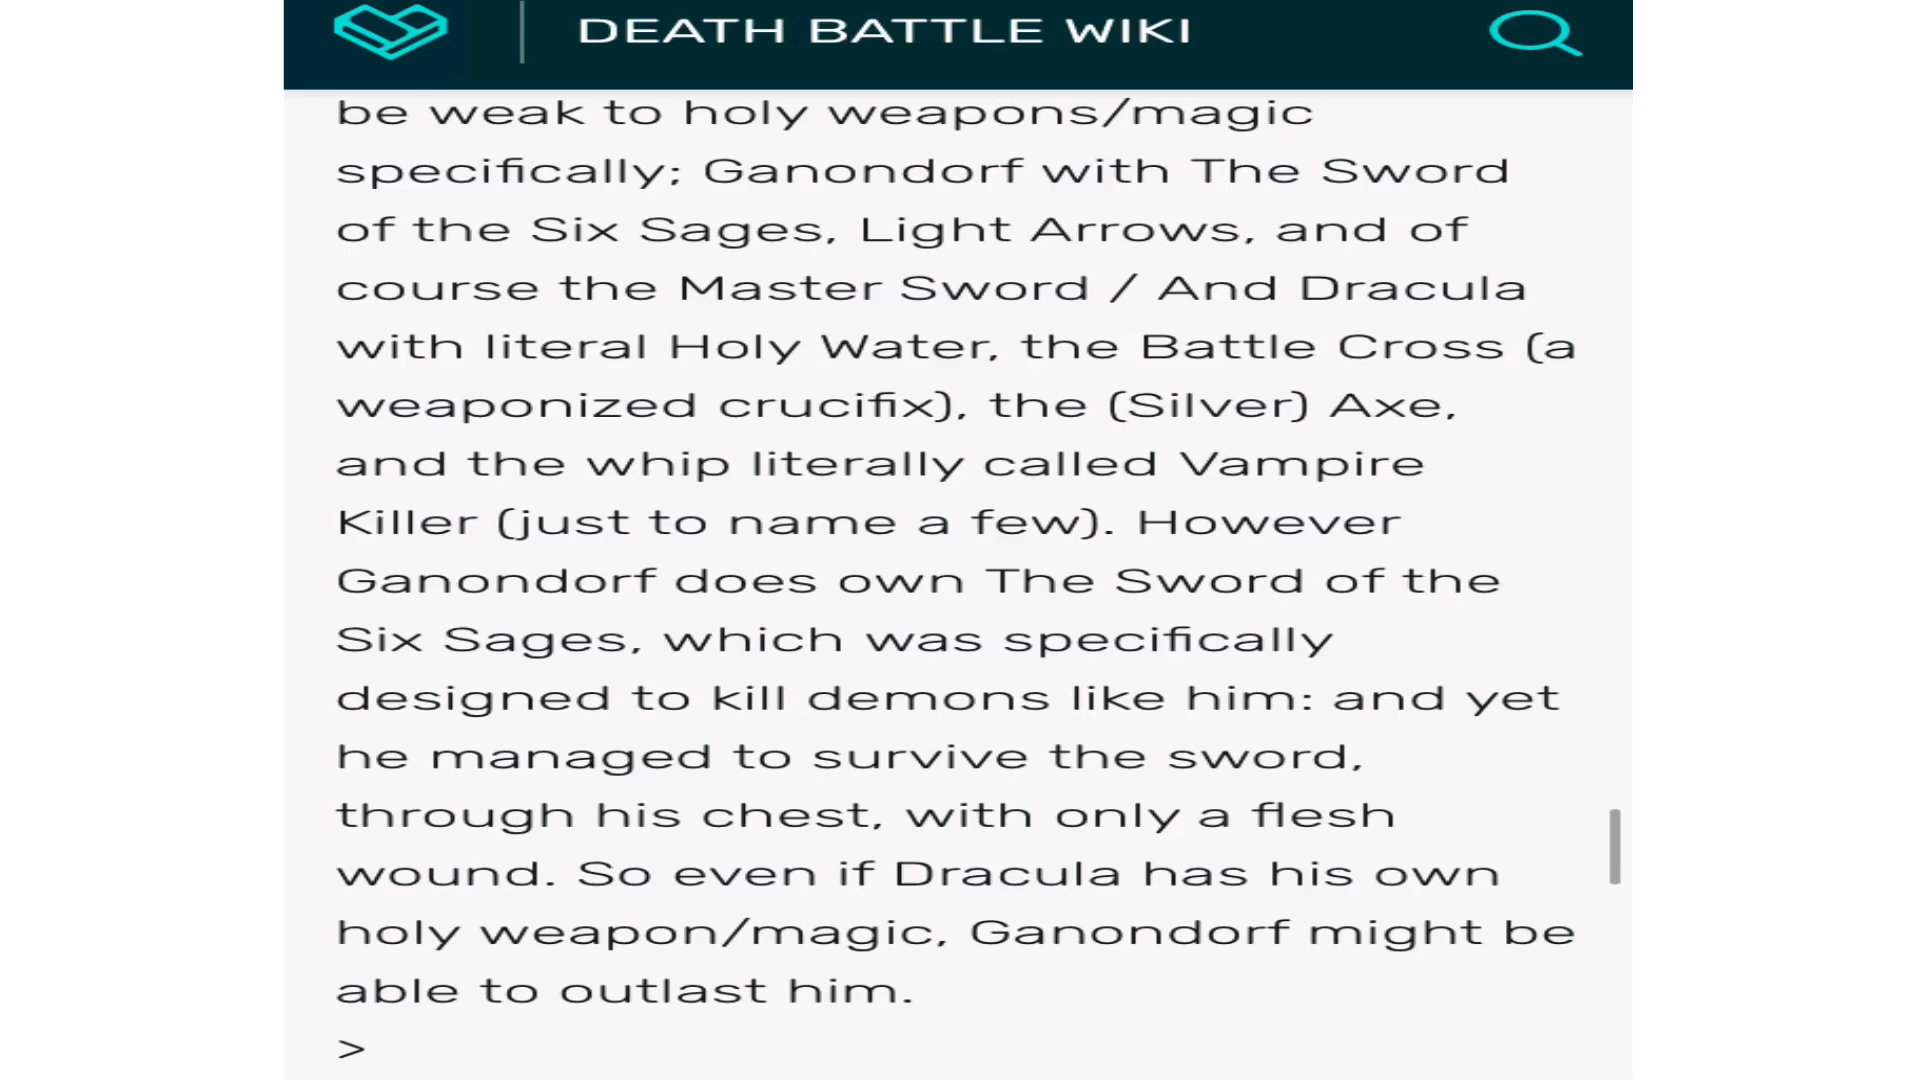 DEATH BATTLE WIKI
be weak to holy weapons/magic
specifically; Ganondorf with The Sword
of the Six Sages, Light Arrows, and of
course the Master Sword / And Dracula
with literal Holy Water, the Battle Cross (a
weaponized crucifix), the (Silver) Axe,
and the whip literally called Vampire
Killer (just to name a few). However
Ganondorf does own The Sword of the
Six Sages, which was specifically
designed to kill demons like him: and yet
he managed to survive the sword,
through his chest, with only a flesh
wound. So even if Dracula has his own
holy weapon/magic, Ganondorf might be
able to outlast him.
>